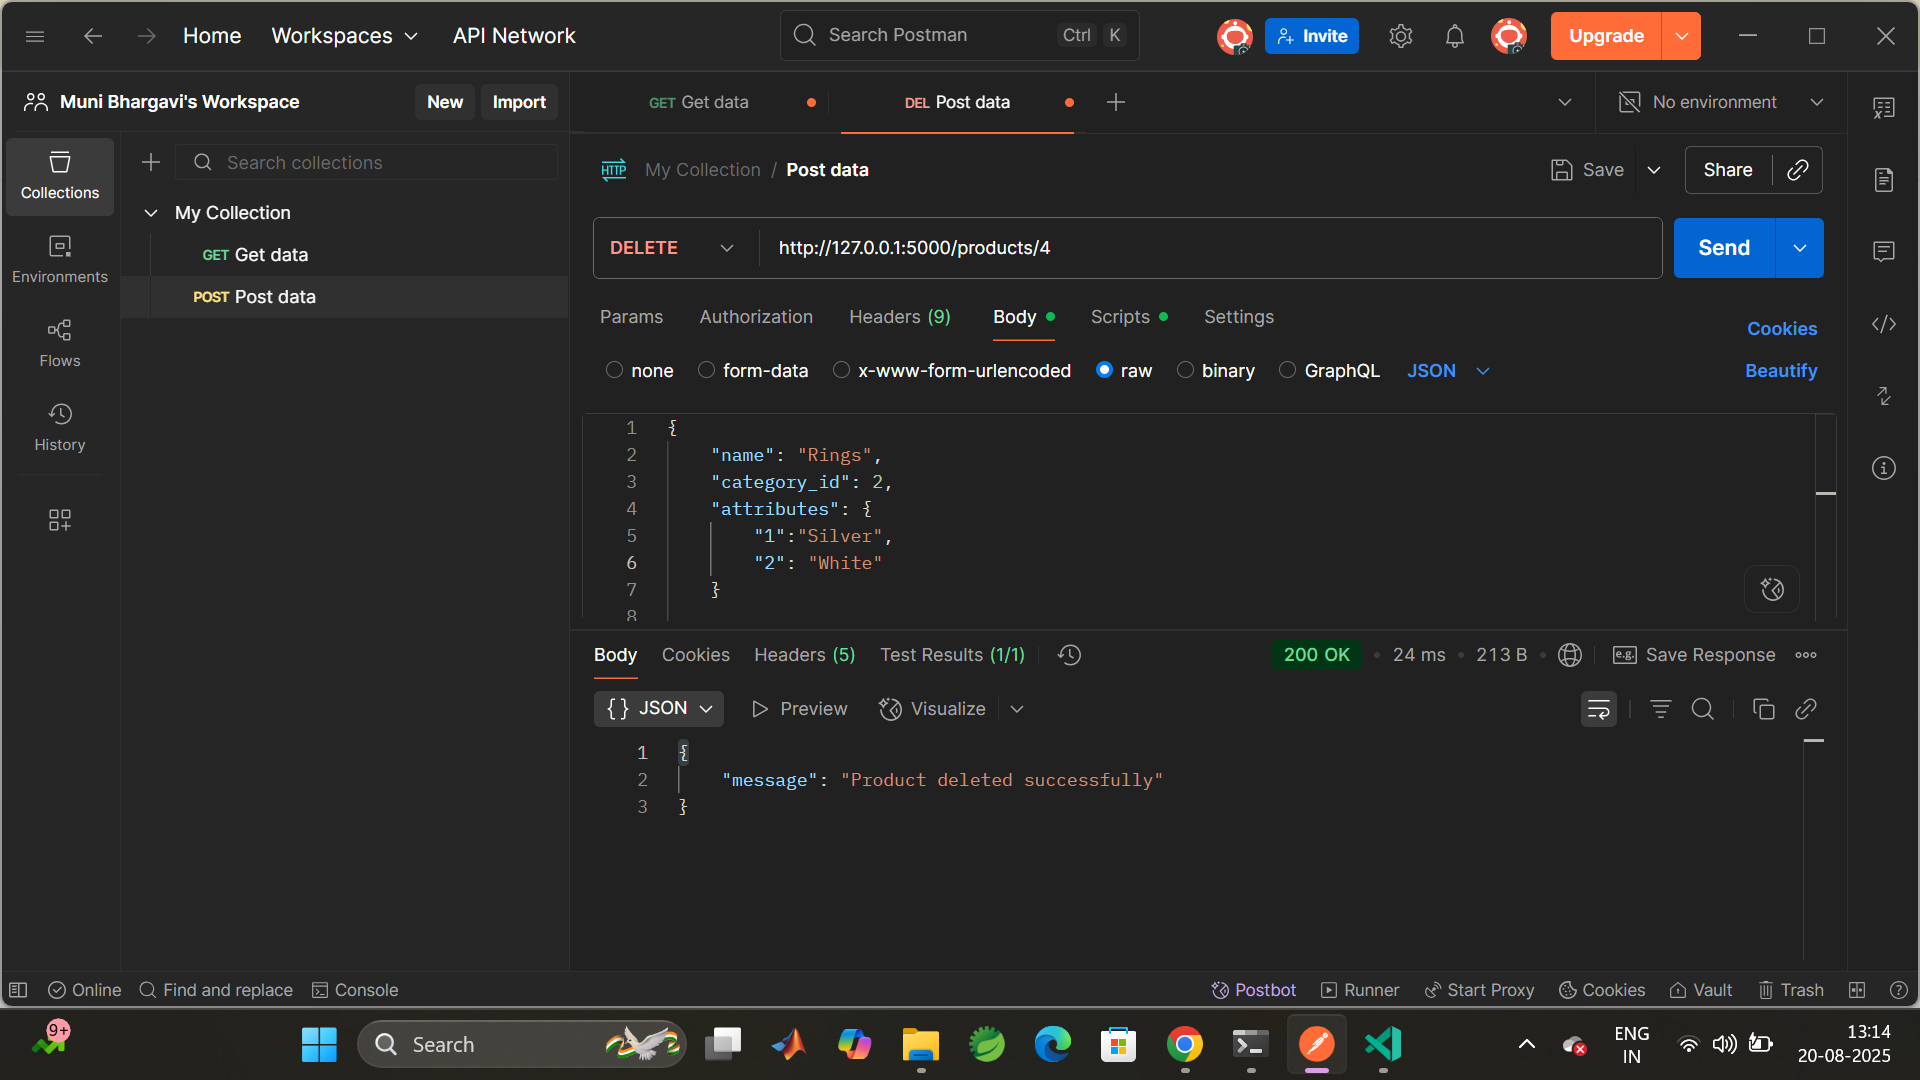 Home
Workspaces
API Network
Search Postman
Ctrl K
Invite
Upgrade
Muni Bhargavi's Workspace
New
Import
GET Get data
DEL Post data
No environment
Collections
Search collections
Environments
Flows
History
My Collection
GET Get data
POST Post data
HTTP My Collection / Post data
Save
Share
DELETE
http://127.0.0.1:5000/products/4
Send
Params
Authorization
Headers (9)
Body
Scripts
Settings
Cookies
none
form-data
x-www-form-urlencoded
raw
binary
GraphQL
JSON
Beautify
1 {
2 "name": "Rings",
3 "category_id": 2,
4 "attributes": {
5 "1":"Silver",
6 "2": "White"
7 }
8
Body
Cookies
Headers (5)
Test Results (1/1)
200 OK
24 ms
213 B
e.g. Save Response
{} JSON
Preview
Visualize
1 {
2 "message": "Product deleted successfully"
3 }
Online
Find and replace
Console
Postbot
Runner
Start Proxy
Cookies
Vault
Trash
9+
Search
ENG
IN
13:14
20-08-2025